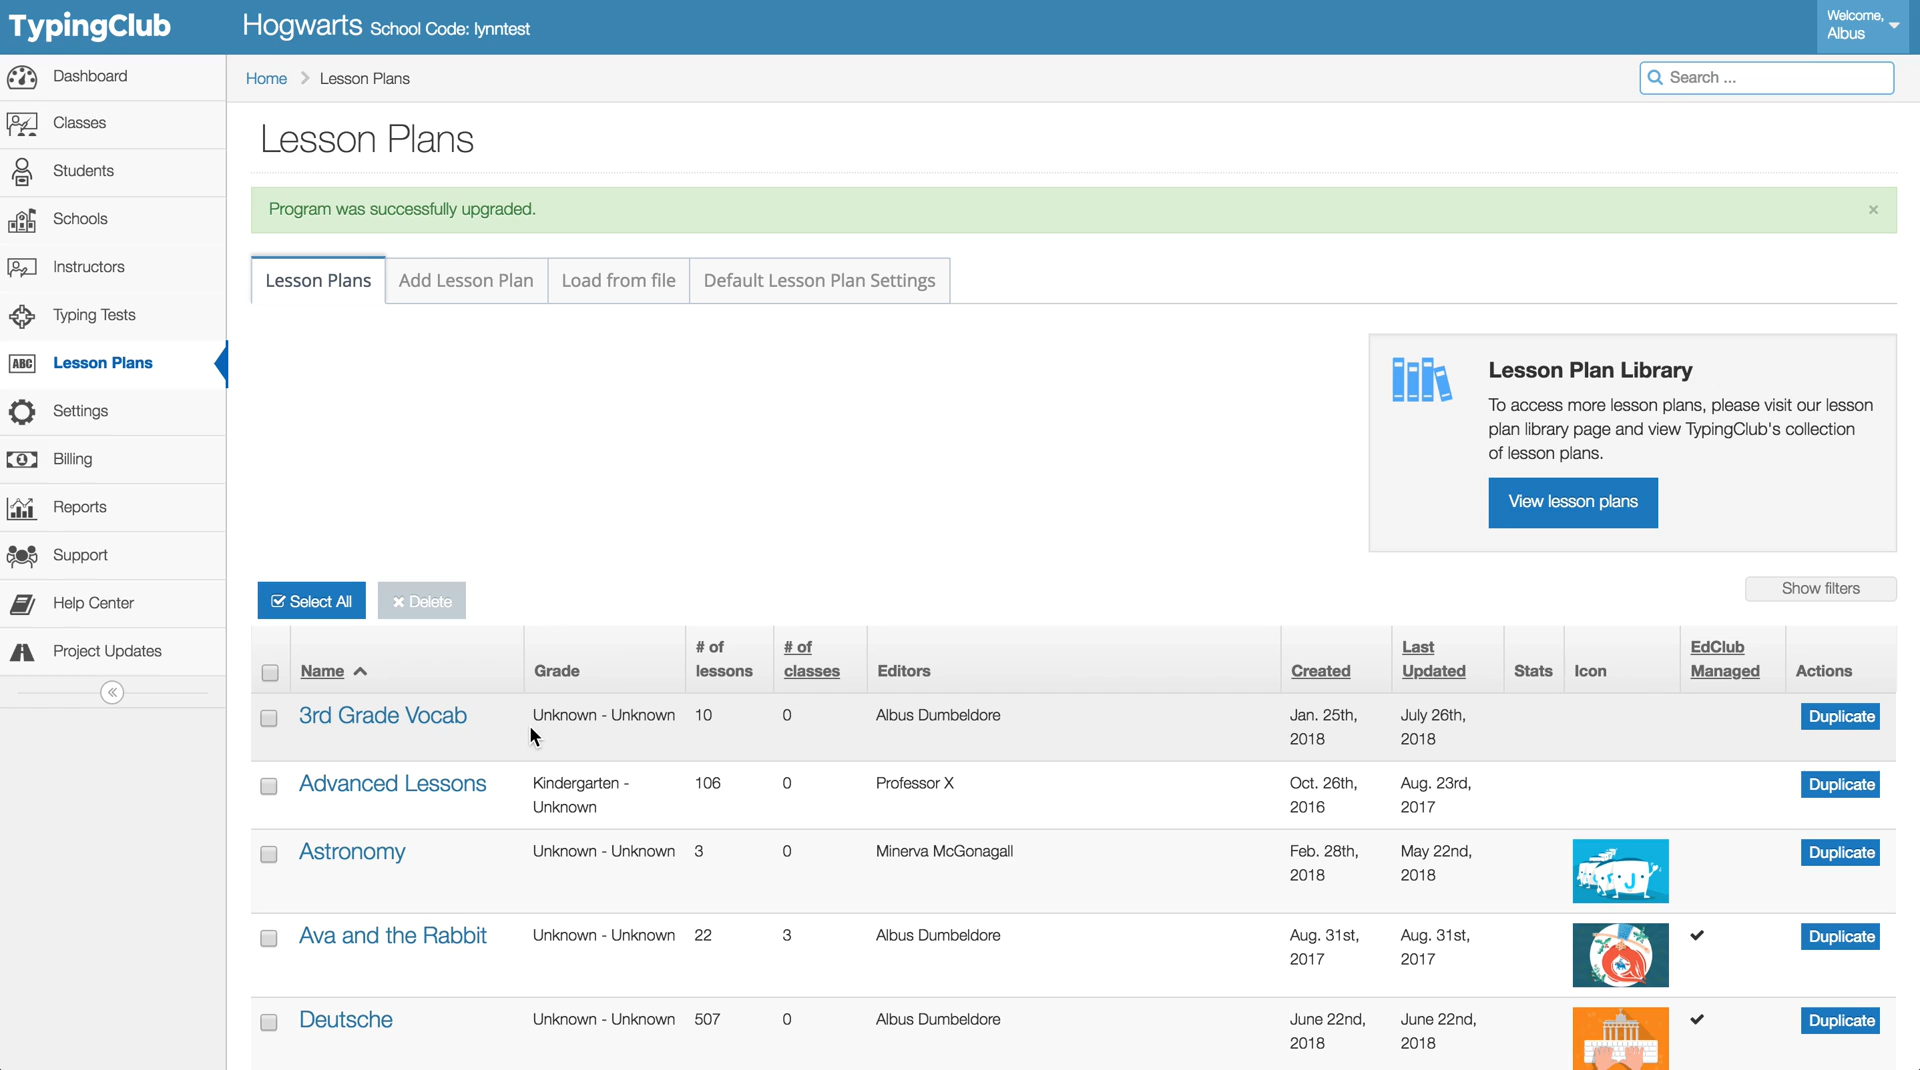 TypingClub
Hogwarts School Code: lynntest
Welcome,
Albus
Dashboard
Classes
Students
Schools
Instructors
Typing Tests
ABC Lesson Plans
Settings
Billing
Reports
Support
Help Center
Project Updates
Home > Lesson Plans
Search ...
Lesson Plans
Program was successfully upgraded.
×
Lesson Plans
Add Lesson Plan
Load from file
Default Lesson Plan Settings
Lesson Plan Library
To access more lesson plans, please visit our lesson
plan library page and view TypingClub's collection
of lesson plans.
View lesson plans
Select All
Delete
Show filters
Name
Grade
# of
lessons
# of
classes
Editors
Created
Last
Updated
Stats
Icon
EdClub
Managed
Actions
3rd Grade Vocab
Unknown - Unknown
10
0
Albus Dumbeldore
Jan. 25th,
2018
July 26th,
2018
Duplicate
Advanced Lessons
Kindergarten -
Unknown
106
0
Professor X
Oct. 26th,
2016
Aug. 23rd,
2017
Duplicate
Astronomy
Unknown - Unknown
3
0
Minerva McGonagall
Feb. 28th,
2018
May 22nd,
2018
J
Duplicate
Ava and the Rabbit
Unknown - Unknown
22
3
Albus Dumbeldore
Aug. 31st,
2017
Aug. 31st,
2017
Duplicate
Deutsche
Unknown - Unknown
507
0
Albus Dumbeldore
June 22nd,
2018
June 22nd,
2018
Duplicate